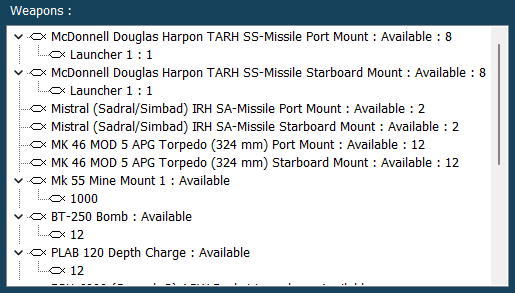 Weapons :
McDonnell Douglas Harpon TARH SS-Missile Port Mount : Available : 8
Launcher 1 : 1
McDonnell Douglas Harpon TARH SS-Missile Starboard Mount : Available : 8
Launcher 1 : 1
Mistral (Sadral/Simbad) IRH SA-Missile Port Mount : Available : 2
Mistral (Sadral/Simbad) IRH SA-Missile Starboard Mount : Available : 2
MK 46 MOD 5 APG Torpedo (324 mm) Port Mount : Available : 12
MK 46 MOD 5 APG Torpedo (324 mm) Starboard Mount : Available : 12
Mk 55 Mine Mount 1 : Available
1000
BT-250 Bomb : Available
12
PLAB 120 Depth Charge : Available
12